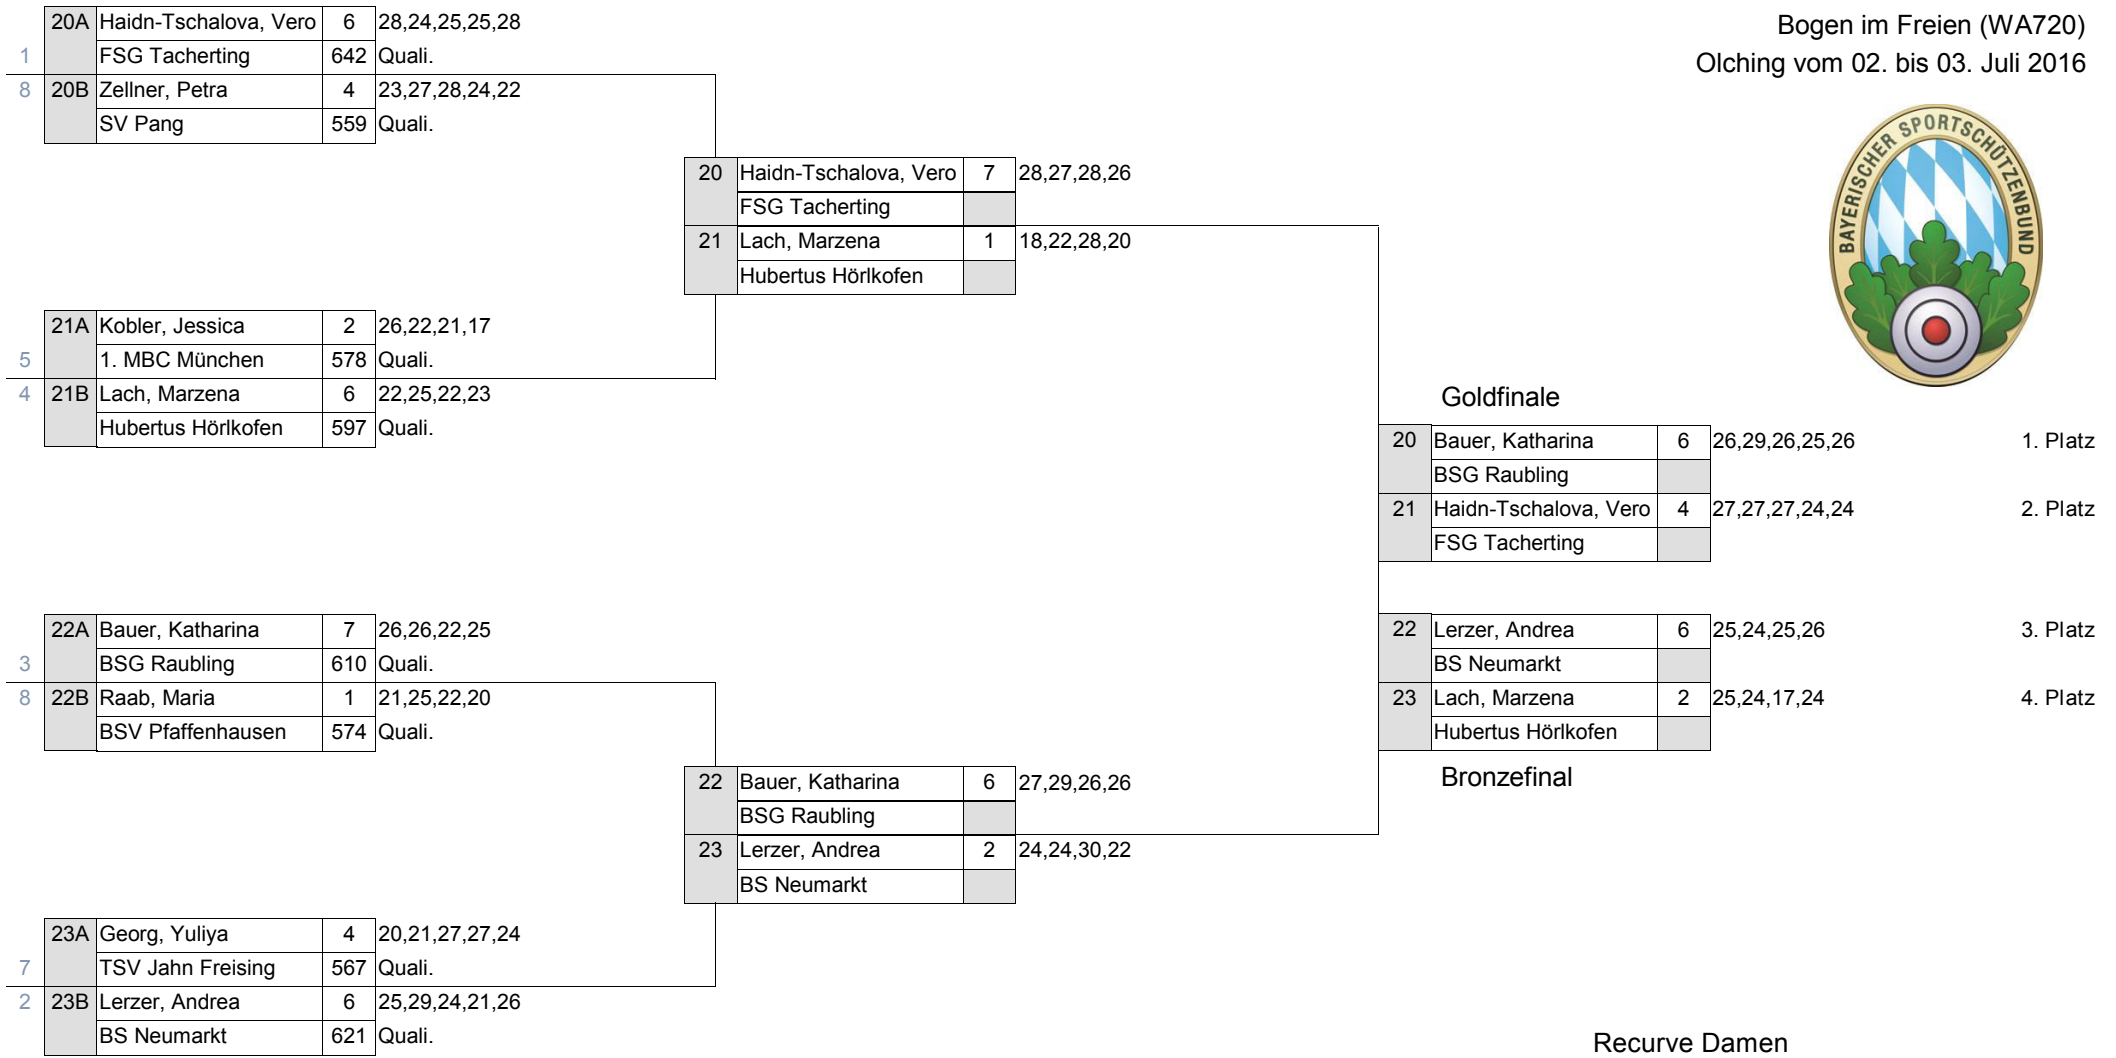 Bogen im Freien (WA720)
Olching vom 02. bis 03. Juli 2016
BAYERISCHER SPORTSCHÜTZENBUND
20A Haidn-Tschalova, Vero 6 28,24,25,25,28
1 FSG Tacherting 642 Quali.
8 20B Zellner, Petra 4 23,27,28,24,22
SV Pang 559 Quali.
20 Haidn-Tschalova, Vero 7 28,27,28,26
FSG Tacherting
21 Lach, Marzena 1 18,22,28,20
Hubertus Hörlkofen
21A Kobler, Jessica 2 26,22,21,17
5 1. MBC München 578 Quali.
4 21B Lach, Marzena 6 22,25,22,23
Hubertus Hörlkofen 597 Quali.
Goldfinale
20 Bauer, Katharina 6 26,29,26,25,26 1. Platz
BSG Raubling
21 Haidn-Tschalova, Vero 4 27,27,27,24,24 2. Platz
FSG Tacherting
22A Bauer, Katharina 7 26,26,22,25
3 BSG Raubling 610 Quali.
8 22B Raab, Maria 1 21,25,22,20
BSV Pfaffenhausen 574 Quali.
22 Lerzer, Andrea 6 25,24,25,26 3. Platz
BS Neumarkt
23 Lach, Marzena 2 25,24,17,24 4. Platz
Hubertus Hörlkofen
Bronzefinal
22 Bauer, Katharina 6 27,29,26,26
BSG Raubling
23 Lerzer, Andrea 2 24,24,30,22
BS Neumarkt
23A Georg, Yuliya 4 20,21,27,27,24
7 TSV Jahn Freising 567 Quali.
2 23B Lerzer, Andrea 6 25,29,24,21,26
BS Neumarkt 621 Quali.
Recurve Damen